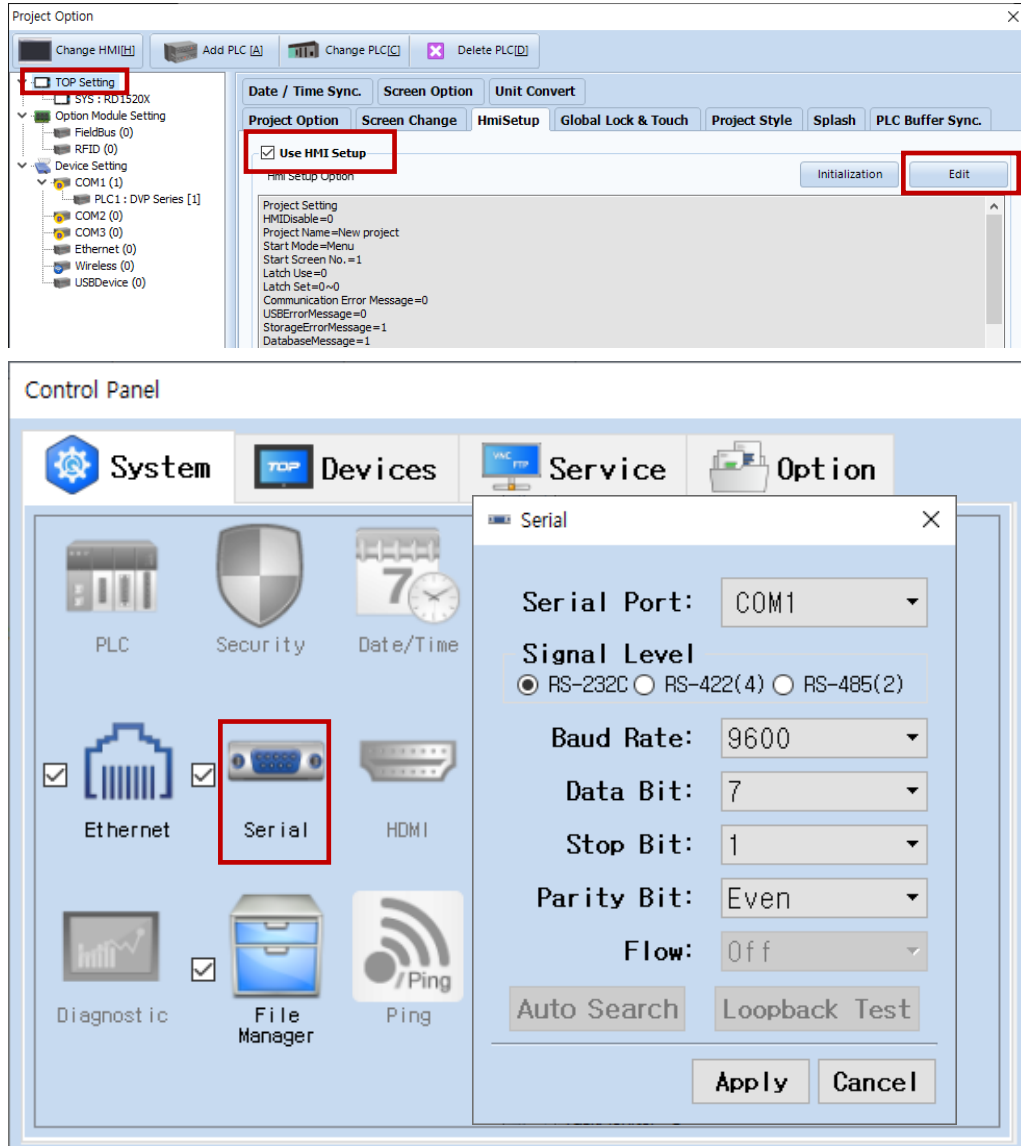 Project Option
Change HMI[H] Add PLC [A] Change PLC[C] Delete PLC[D]
TOP Setting
SYS : RD1520X
Option Module Setting
FieldBus (0)
RFID (0)
Device Setting
COM1 (1)
PLC1 : DVP Series [1]
COM2 (0)
COM3 (0)
Ethernet (0)
Wireless (0)
USBDevice (0)
Date / Time Sync. Screen Option Unit Convert
Project Option Screen Change HmiSetup Global Lock & Touch Project Style Splash PLC Buffer Sync.
Use HMI Setup
Hmi Setup Option Initialization Edit
Project Setting
HMIDisable=0
Project Name=New project
Start Mode=Menu
Start Screen No.=1
Latch Use=0
Latch Set=0~0
Communication Error Message=0
USBErrorMessage=0
StorageErrorMessage=1
DatabaseMessage=1
Control Panel
System Devices Service Option
TOP
VNC
FTP
7
PLC Security Date/Time
Ethernet Serial HDMI
/Ping
Diagnostic File Manager Ping
Serial
Serial Port: COM1
Signal Level
RS-232C RS-422(4) RS-485(2)
Baud Rate: 9600
Data Bit: 7
Stop Bit: 1
Parity Bit: Even
Flow: Off
Auto Search Loopback Test
Apply Cancel